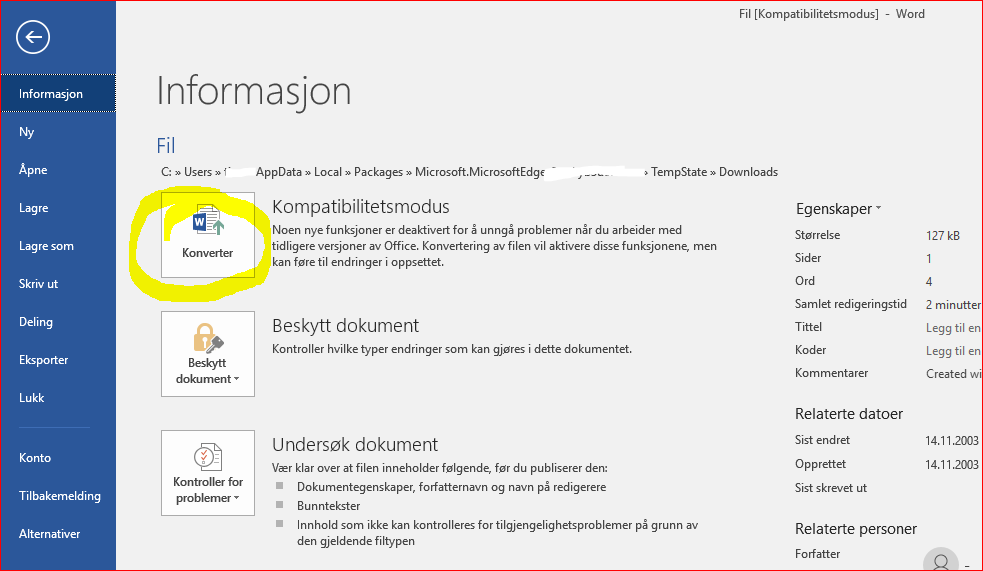 Fil [Kompatibilitetsmodus] - Word
Informasjon
Ny
Åpne
Lagre
Lagre som
Skriv ut
Deling
Eksporter
Lukk
Konto
Tilbakemelding
Alternativer
Informasjon
Fil
C: » Users » AppData » Local » Packages » Microsoft.MicrosoftEdge › TempState » Downloads
Konverter
Kompatibilitetsmodus
Noen nye funksjoner er deaktivert for å unngå problemer når du arbeider med
tidligere versjoner av Office. Konvertering av filen vil aktivere disse funksjonene, men
kan føre til endringer i oppsettet.
Beskytt
dokument
Beskytt dokument
Kontroller hvilke typer endringer som kan gjøres i dette dokumentet.
Kontroller for
problemer
Undersøk dokument
Vær klar over at filen inneholder følgende, før du publiserer den:
Dokumentegenskaper, forfatternavn og navn på redigerere
Bunntekster
Innhold som ikke kan kontrolleres for tilgjengelighetsproblemer på grunn av
den gjeldende filtypen
Egenskaper
Størrelse 127 kB
Sider 1
Ord 4
Samlet redigeringstid 2 minutter
Tittel Legg til en
Koder Legg til en
Kommentarer Created wi
Relaterte datoer
Sist endret 14.11.2003
Opprettet 14.11.2003
Sist skrevet ut
Relaterte personer
Forfatter